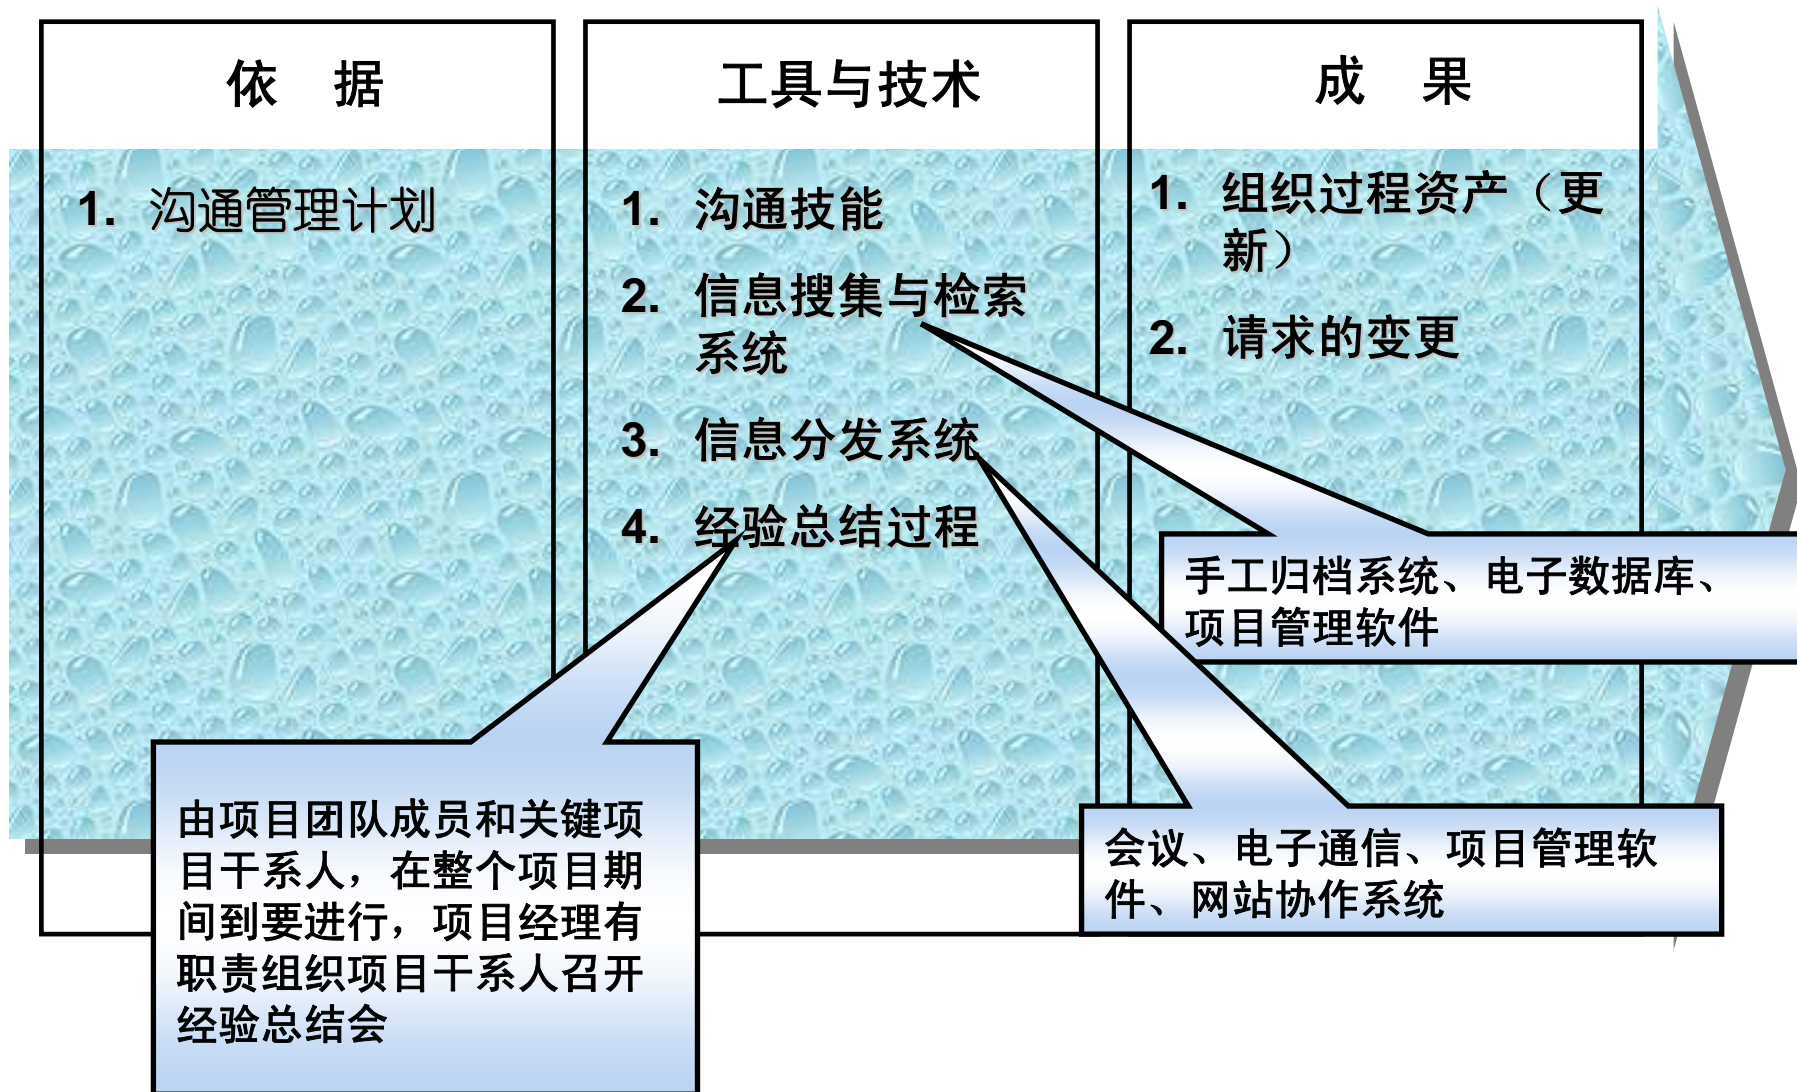 依 据
1. 沟通管理计划
工具与技术
1. 沟通技能
2. 信息搜集与检索
系统
3. 信息分发系统
4. 经验总结过程
成 果
1. 组织过程资产（更
新）
2. 请求的变更
手工归档系统、电子数据库、
项目管理软件
会议、电子通信、项目管理软
件、网站协作系统
由项目团队成员和关键项
目干系人，在整个项目期
间到要进行，项目经理有
职责组织项目干系人召开
经验总结会